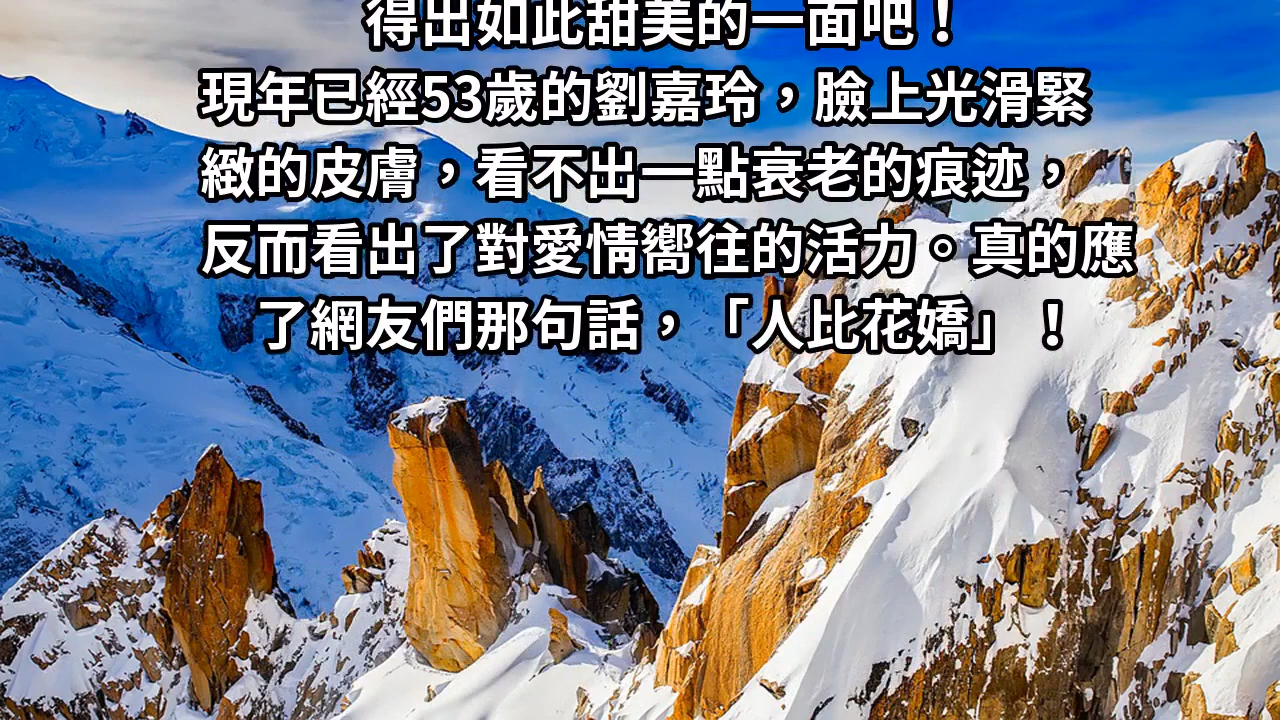 得出如此甜美的一面吧！
現年已經53歲的劉嘉玲，臉上光滑緊
緻的皮膚，看不出一點衰老的痕迹，
反而看出了對愛情嚮往的活力。真的應
了網友們那句話，「人比花嬌」！